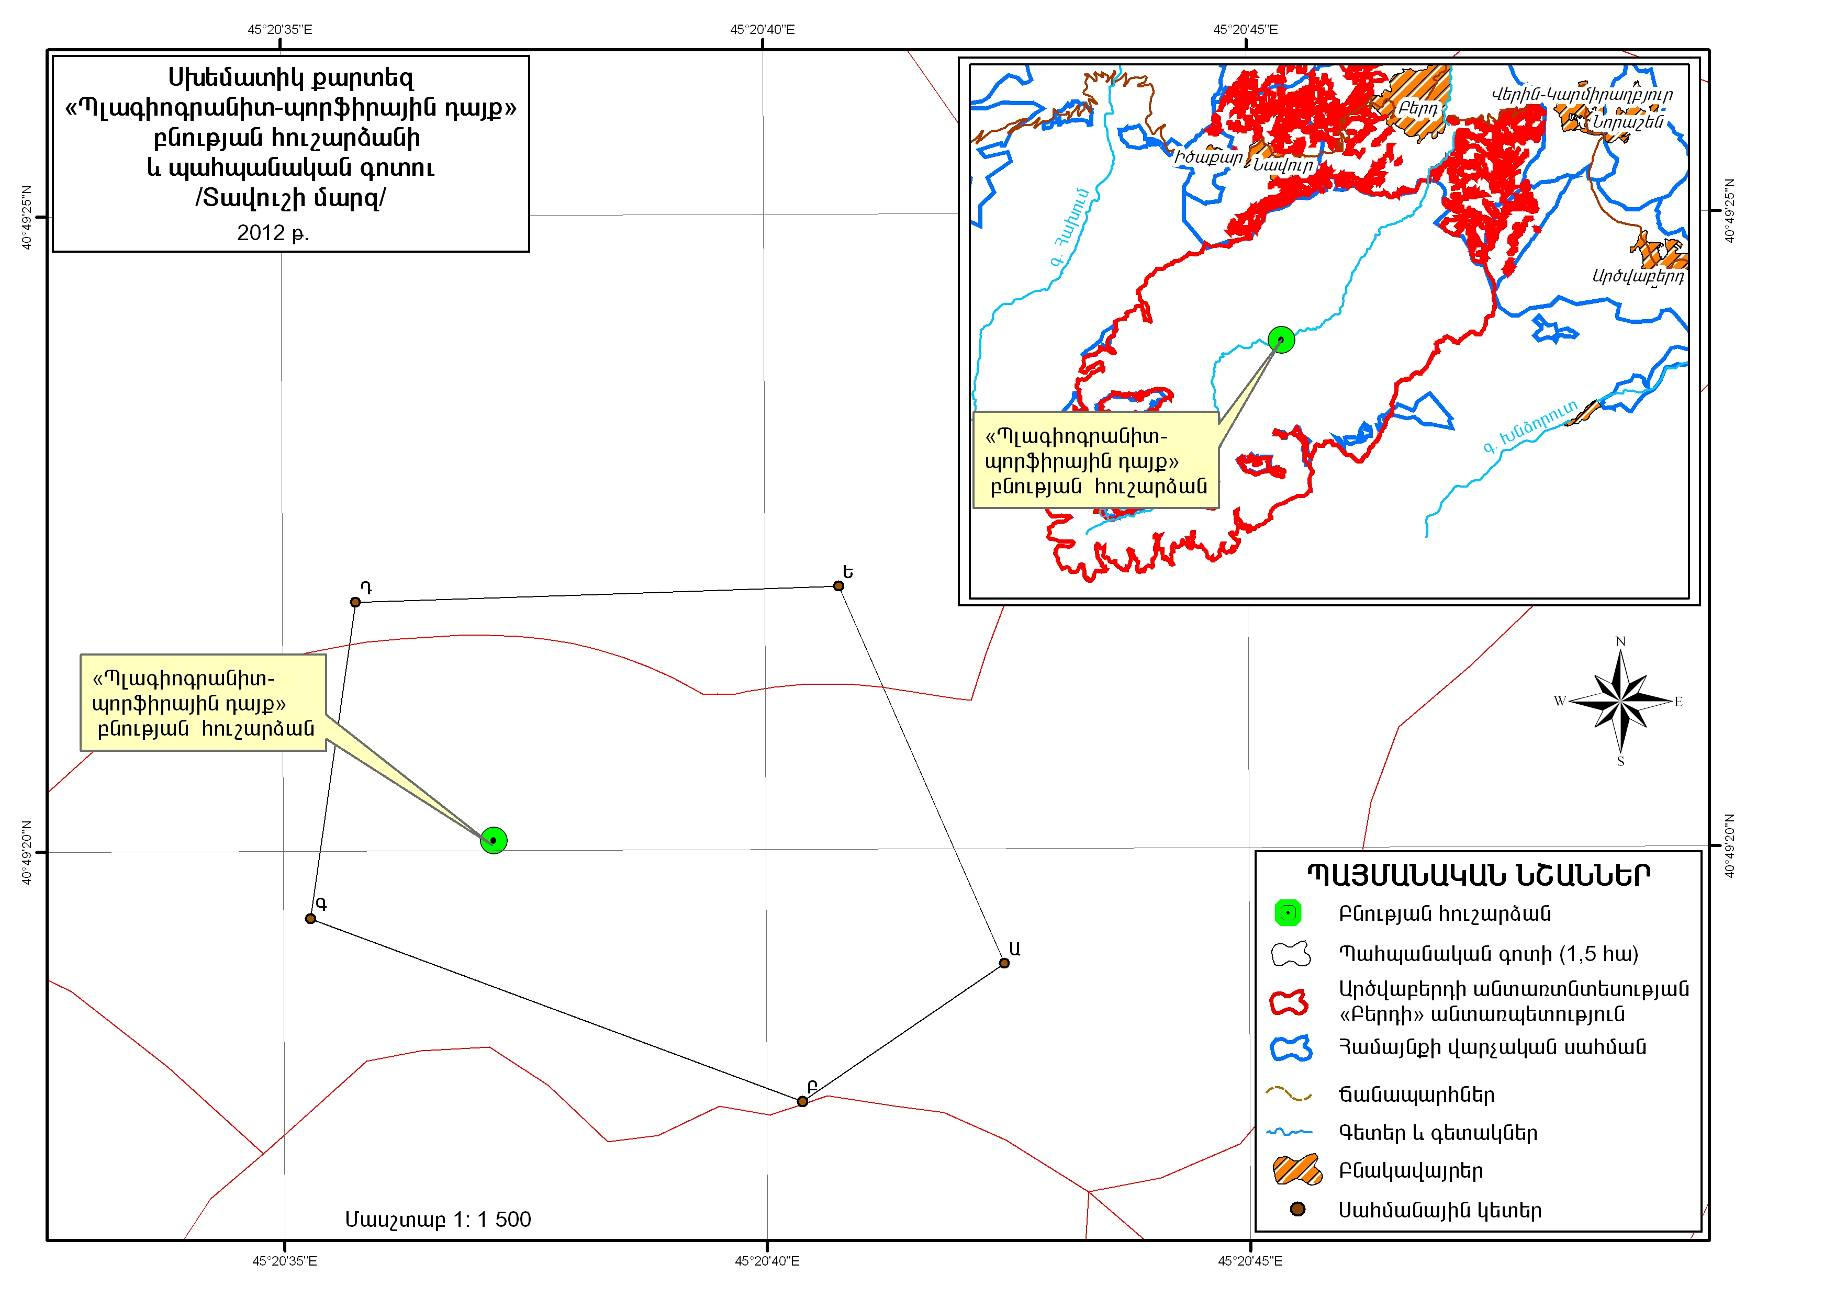 45°20'35"E 45°20'40"E 45°20'45"E
Սխեմատիկ քարտեզ
«Պլագիոգրանիտ-պորֆիրային դայք»
բնության հուշարձանի
և պահպանական գոտու
/Տավուշի մարզ/
2012 թ.
40°49'25"N
40°49'25"N
Բերդ
Վերին-Կարմիրաղբյուր
Նորաշեն
Իծաքար
Նավուր
գ. Հախում
Արծվաբերդ
գ. Խնձորուտ
«Պլագիոգրանիտ-
պորֆիրային դայք»
բնության հուշարձան
Դ
Ե
«Պլագիոգրանիտ-
պորֆիրային դայք»
բնության հուշարձան
N
W E
S
40°49'20"N
40°49'20"N
Գ
Ա
Բ
ՊԱՅՄԱՆԱԿԱՆ ՆՇԱՆՆԵՐ
Բնության հուշարձան
Պահպանական գոտի (1,5 հա)
Արծվաբերդի անտառտնտեսության
«Բերդի» անտառպետություն
Համայնքի վարչական սահման
Ճանապարհներ
Գետեր և գետակներ
Բնակավայրեր
Սահմանային կետեր
Մասշտաբ 1: 1 500
45°20'35"E 45°20'40"E 45°20'45"E